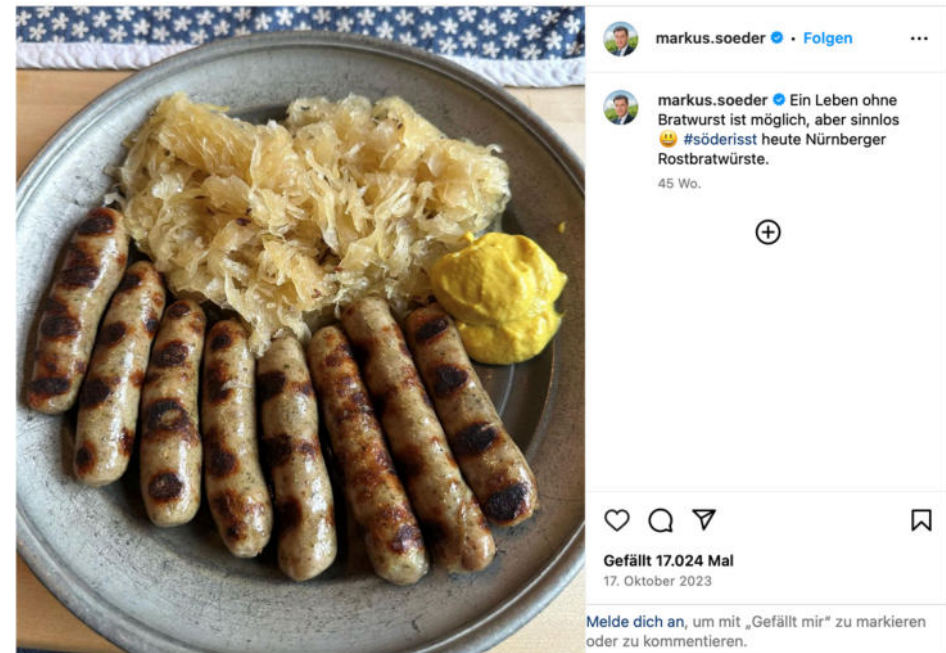 markus.soeder • Folgen
markus.soeder Ein Leben ohne
Bratwurst ist möglich, aber sinnlos
😃 #söderisst heute Nürnberger
Rostbratwürste.
45 Wo.
Gefällt 17.024 Mal
17. Oktober 2023
Melde dich an, um mit „Gefällt mir“ zu markieren
oder zu kommentieren.